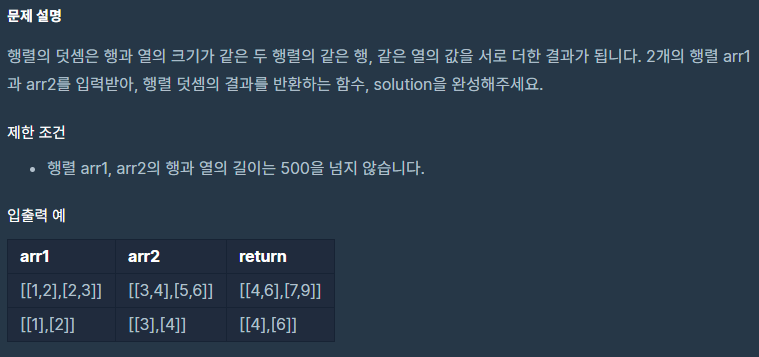 문제 설명
행렬의 덧셈은 행과 열의 크기가 같은 두 행렬의 같은 행, 같은 열의 값을 서로 더한 결과가 됩니다. 2개의 행렬 arr1
과 arr2를 입력받아, 행렬 덧셈의 결과를 반환하는 함수, solution을 완성해주세요.
제한 조건
• 행렬 arr1, arr2의 행과 열의 길이는 500을 넘지 않습니다.
입출력 예
arr1 arr2 return
[[1,2],[2,3]] [[3,4],[5,6]] [[4,6],[7,9]]
[[1],[2]] [[3],[4]] [[4],[6]]